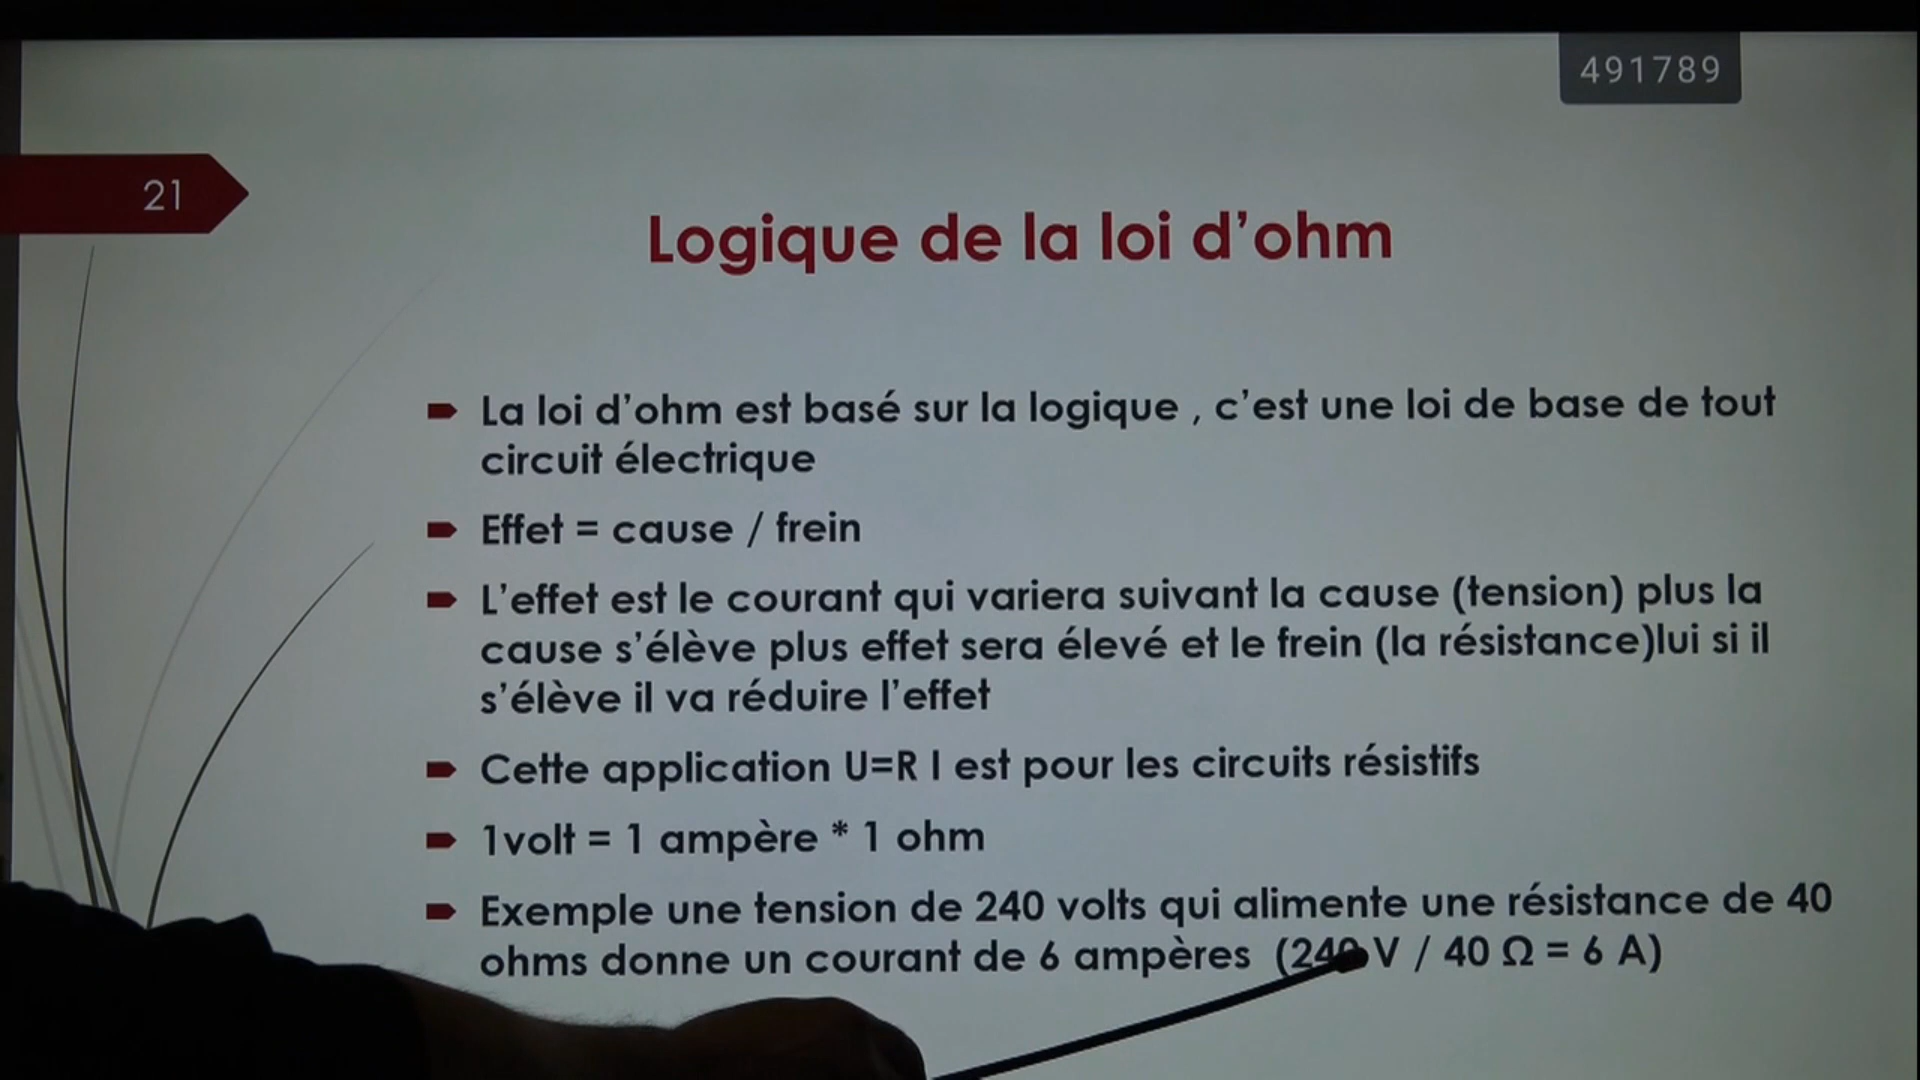 491789
21
Logique de la loi d’ohm
La loi d’ohm est basé sur la logique , c’est une loi de base de tout
circuit électrique
Effet = cause / frein
L’effet est le courant qui variera suivant la cause (tension) plus la
cause s’élève plus effet sera élevé et le frein (la résistance)lui si il
s’élève il va réduire l’effet
Cette application U=R I est pour les circuits résistifs
1volt = 1 ampère * 1 ohm
Exemple une tension de 240 volts qui alimente une résistance de 40
ohms donne un courant de 6 ampères (240 V / 40 Ω = 6 A)